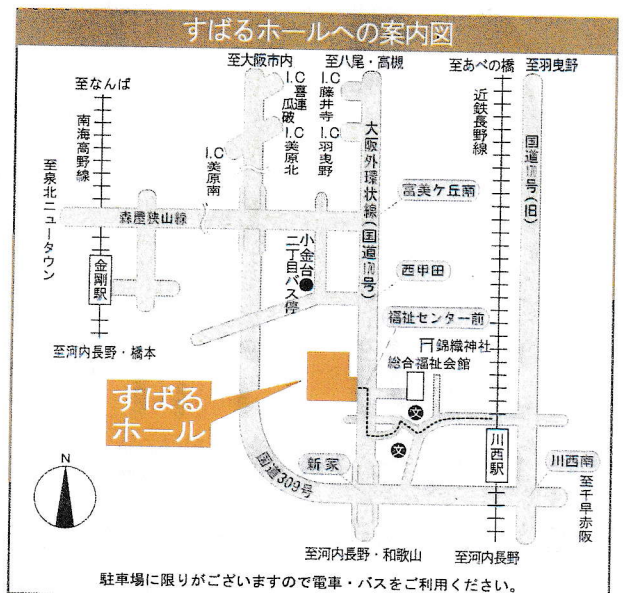 すばるホールへの案内図
至なんば
至大阪市内
至八尾・高槻
至あべの橋
至羽曳野
南海高野線
I.C喜連瓜破
I.C美原北
I.C藤井寺
I.C羽曳野
I.C美原南
大阪外環状線(国道170号)
近鉄長野線
国道170号(旧)
至泉北ニュータウン
森屋狭山線
富美ケ丘南
金剛駅
小金台二丁目バス停
西甲田
福祉センター前
錦織神社
総合福祉会館
至河内長野・橋本
すばる
ホール
文
文
川西駅
新家
川西南
国道309号
至千早赤阪
N
至河内長野・和歌山
至河内長野
駐車場に限りがございますので電車・バスをご利用ください。